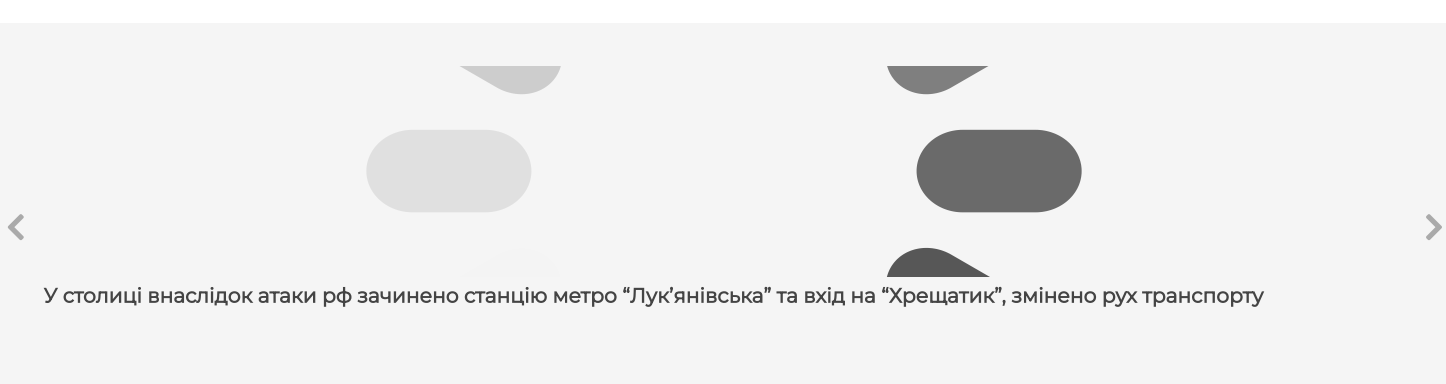 У столиці внаслідок атаки рф зачинено станцію метро “Лук’янівська” та вхід на “Хрещатик”, змінено рух транспорту